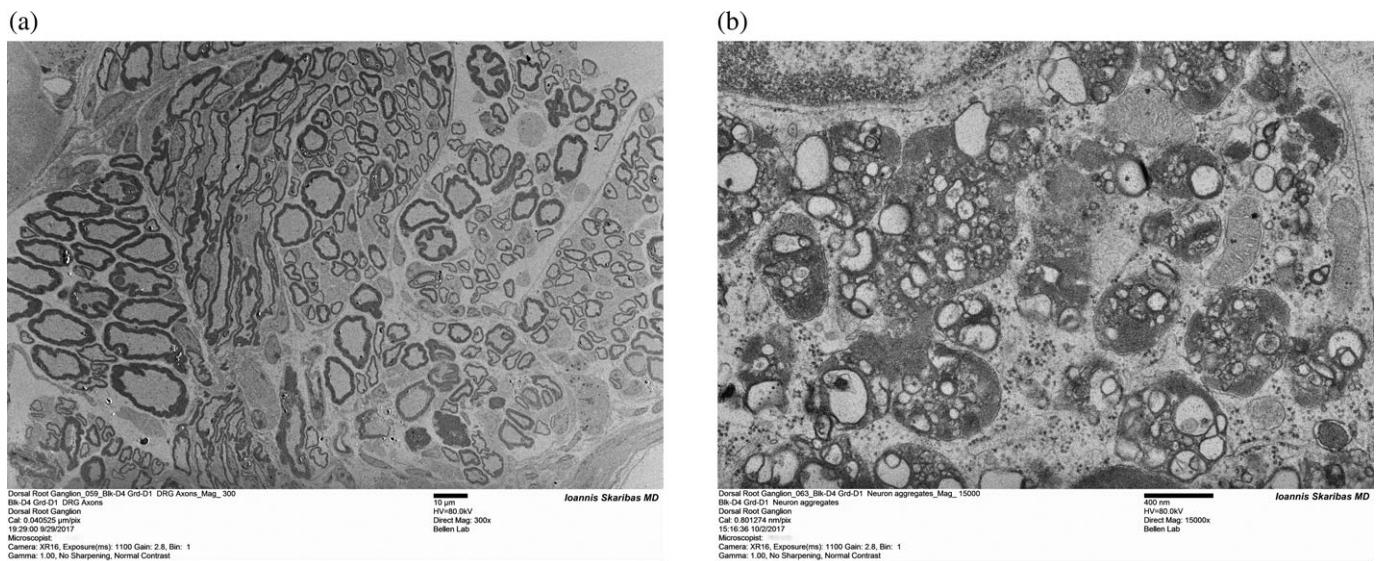 (a)
(b)
Dorsal Root Ganglion_059_Blk-D4 Grd-D1 DRG Axons_Mag_ 300
Blk-D4 Grd-D1 DRG Axons
Dorsal Root Ganglion
Cal: 0.040525 µm/pix
19:29:00 9/29/2017
Microscopist:
Camera: XR16, Exposure(ms): 1100 Gain: 2.8, Bin: 1
Gamma: 1.00, No Sharpening, Normal Contrast
10 µm
HV=80.0kV
Direct Mag: 300x
Bellen Lab
Ioannis Skaribas MD
Dorsal Root Ganglion_063_Blk-D4 Grd-D1 Neuron aggregates_Mag_ 15000
Blk-D4 Grd-D1 Neuron aggregates
Dorsal Root Ganglion
Cal: 0.801274 nm/pix
15:16:36 10/2/2017
Microscopist:
Camera: XR16, Exposure(ms): 1100 Gain: 2.8, Bin: 1
Gamma: 1.00, No Sharpening, Normal Contrast
400 nm
HV=80.0kV
Direct Mag: 15000x
Bellen Lab
Ioannis Skaribas MD